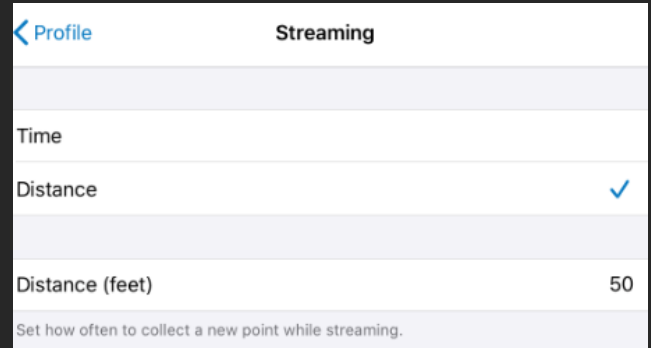 Profile
Streaming
Time
Distance
Distance (feet) 50
Set how often to collect a new point while streaming.